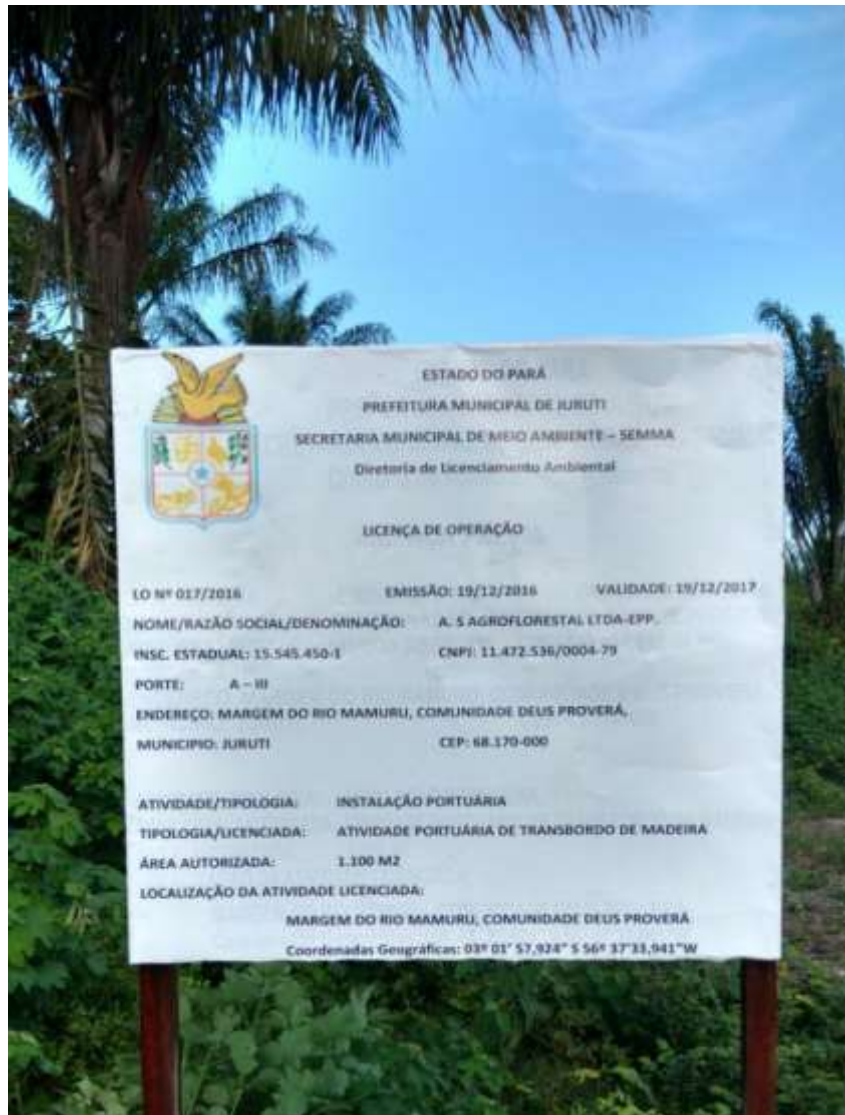 ESTADO DO PARÁ
PREFEITURA MUNICIPAL DE JURUTI
SECRETARIA MUNICIPAL DE MEIO AMBIENTE – SEMMA
Diretoria de Licenciamento Ambiental
LICENÇA DE OPERAÇÃO
LO Nº 017/2016 EMISSÃO: 19/12/2016 VALIDADE: 19/12/2017
NOME/RAZÃO SOCIAL/DENOMINAÇÃO: A. S AGROFLORESTAL LTDA-EPP.
INSC. ESTADUAL: 15.545.450-1 CNPJ: 11.472.536/0004-79
PORTE: A – III
ENDEREÇO: MARGEM DO RIO MAMURU, COMUNIDADE DEUS PROVERÁ,
MUNICIPIO: JURUTI CEP: 68.170-000
ATIVIDADE/TIPOLOGIA: INSTALAÇÃO PORTUÁRIA
TIPOLOGIA/LICENCIADA: ATIVIDADE PORTUÁRIA DE TRANSBORDO DE MADEIRA
ÁREA AUTORIZADA: 1.100 M2
LOCALIZAÇÃO DA ATIVIDADE LICENCIADA:
MARGEM DO RIO MAMURU, COMUNIDADE DEUS PROVERÁ
Coordenadas Geográficas: 03º 01' 57,924" S 56º 37'33,941"W